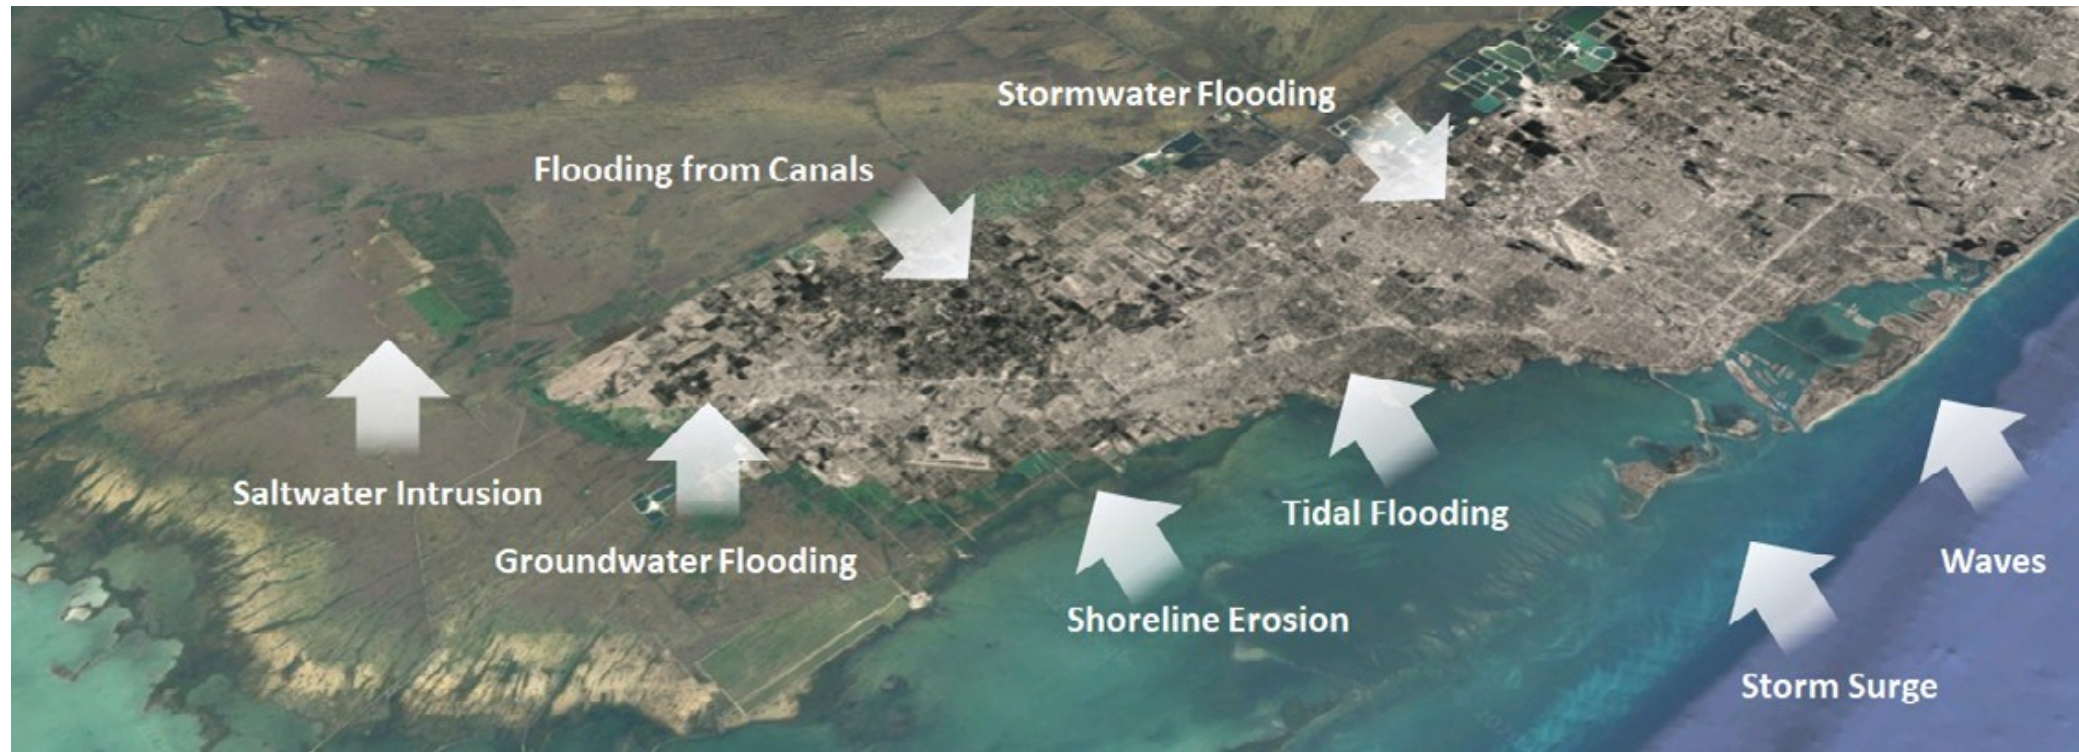 Stormwater Flooding
Flooding from Canals
Saltwater Intrusion
Tidal Flooding
Groundwater Flooding
Waves
Shoreline Erosion
Storm Surge